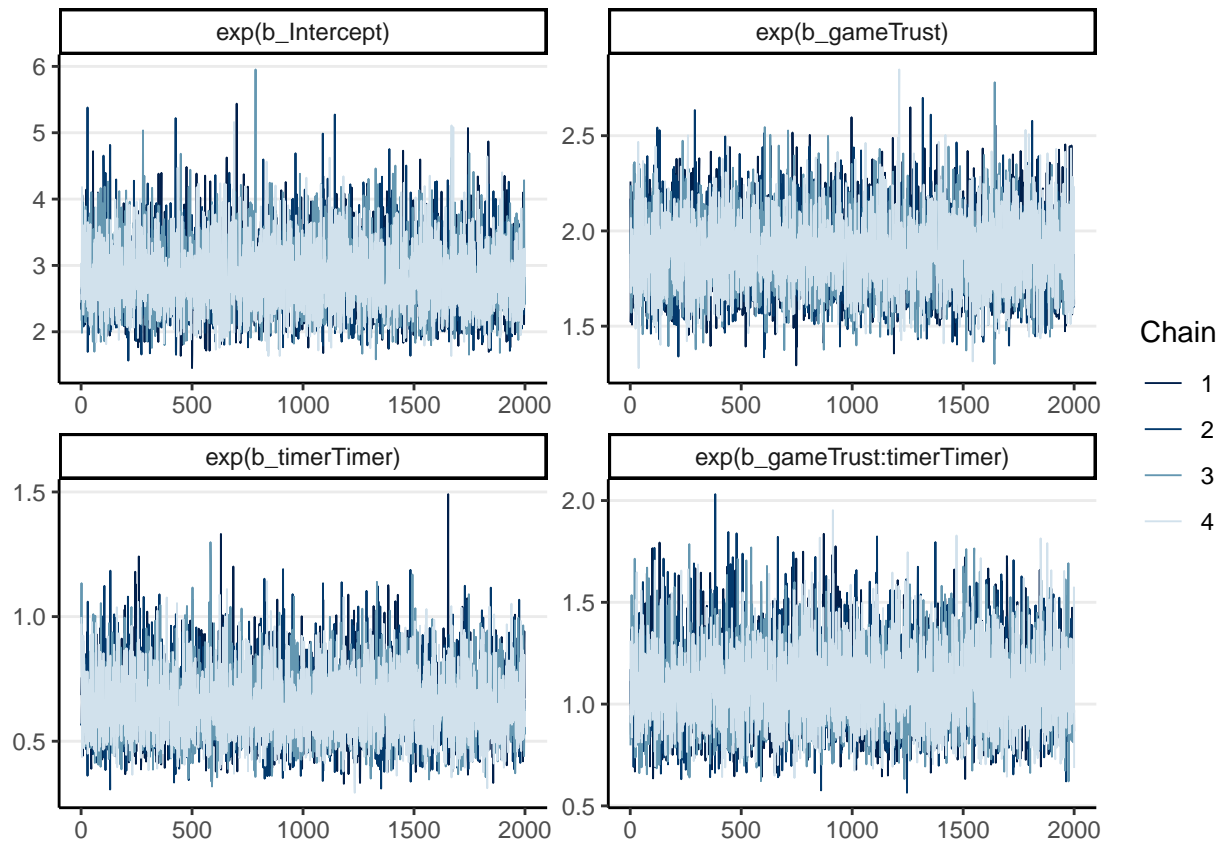 exp(b_Intercept)
exp(b_gameTrust)
6
5
4
3
2
2.5
2.0
1.5
0 500 1000 1500 2000
0 500 1000 1500 2000
exp(b_timerTimer)
exp(b_gameTrust:timerTimer)
1.5
1.0
0.5
2.0
1.5
1.0
0.5
0 500 1000 1500 2000
0 500 1000 1500 2000
Chain
1
2
3
4